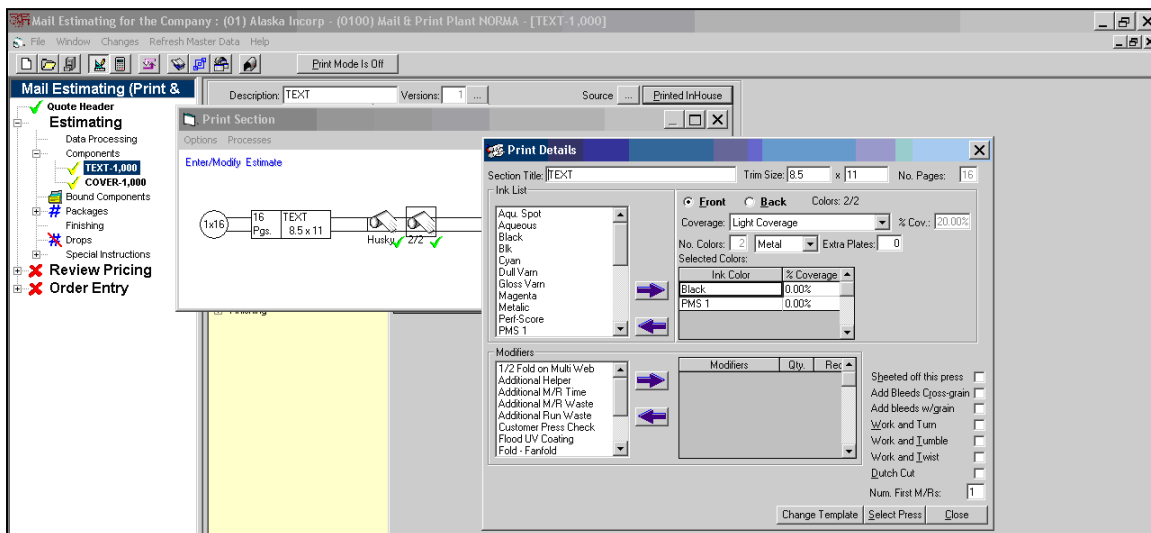 Mail Estimating for the Company : (01) Alaska Incorp - (0100) Mail & Print Plant NORMA - [TEXT-1,000]
File Window Changes Refresh Master Data Help
Print Mode Is Off
Mail Estimating (Print &
Quote Header
Estimating
Data Processing
Components
TEXT-1,000
COVER-1,000
Bound Components
Packages
Finishing
Drops
Special Instructions
Review Pricing
Order Entry
Description: TEXT Versions: 1 ... Source ... Printed InHouse
Print Section
Options Processes
Enter/Modify Estimate
1x16
16 TEXT
Pgs. 8.5 x 11
Husky 2/2
Print Details
Section Title: TEXT Trim Size: 8.5 x 11 No. Pages: 16
Ink List
Aqu. Spot
Aqueous
Black
Blk
Cyan
Dull Varn
Gloss Varn
Magenta
Metalic
Perf-Score
PMS 1
Front Back Colors: 2/2
Coverage: Light Coverage % Cov.: 20.00%
No. Colors: 2 Metal Extra Plates: 0
Selected Colors:
Ink Color % Coverage
Black 0.00%
PMS 1 0.00%
Modifiers
1/2 Fold on Multi Web
Additional Helper
Additional M/R Time
Additional M/R Waste
Additional Run Waste
Customer Press Check
Flood UV Coating
Fold - Fanfold
Modifiers Qty. Rec
Sheeted off this press
Add Bleeds Cross-grain
Add bleeds w/grain
Work and Turn
Work and Tumble
Work and Twist
Dutch Cut
Num. First M/Rs: 1
Change Template Select Press Close